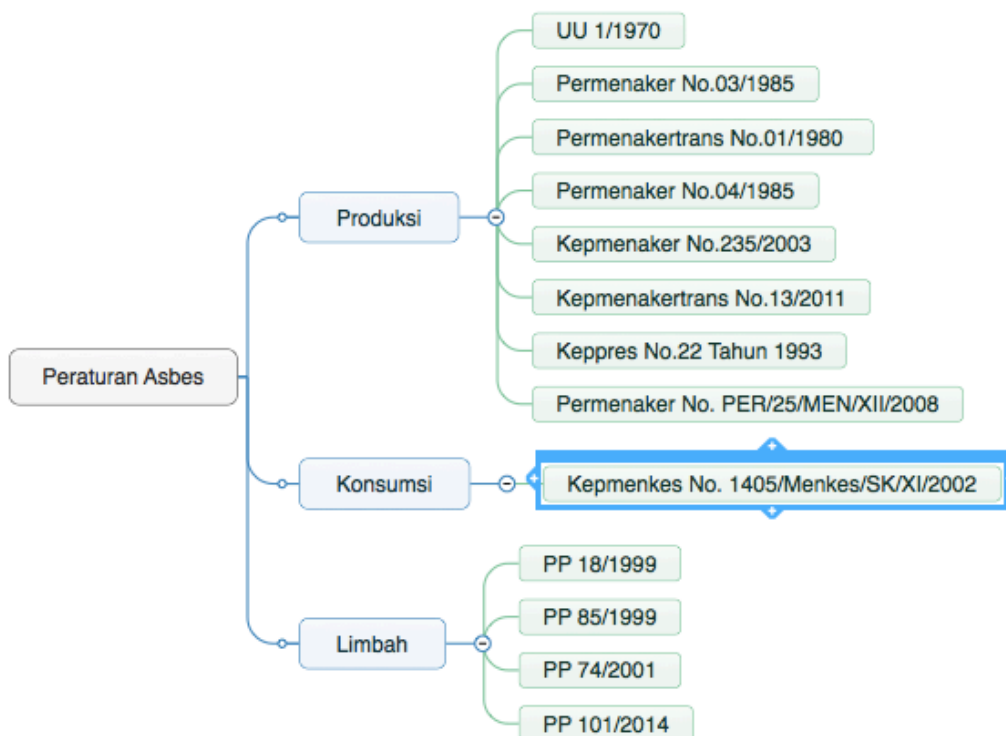 Peraturan Asbes
Produksi
UU 1/1970
Permenaker No.03/1985
Permenakertrans No.01/1980
Permenaker No.04/1985
Kepmenaker No.235/2003
Kepmenakertrans No.13/2011
Keppres No.22 Tahun 1993
Permenaker No. PER/25/MEN/XII/2008
Konsumsi
Kepmenkes No. 1405/Menkes/SK/XI/2002
Limbah
PP 18/1999
PP 85/1999
PP 74/2001
PP 101/2014